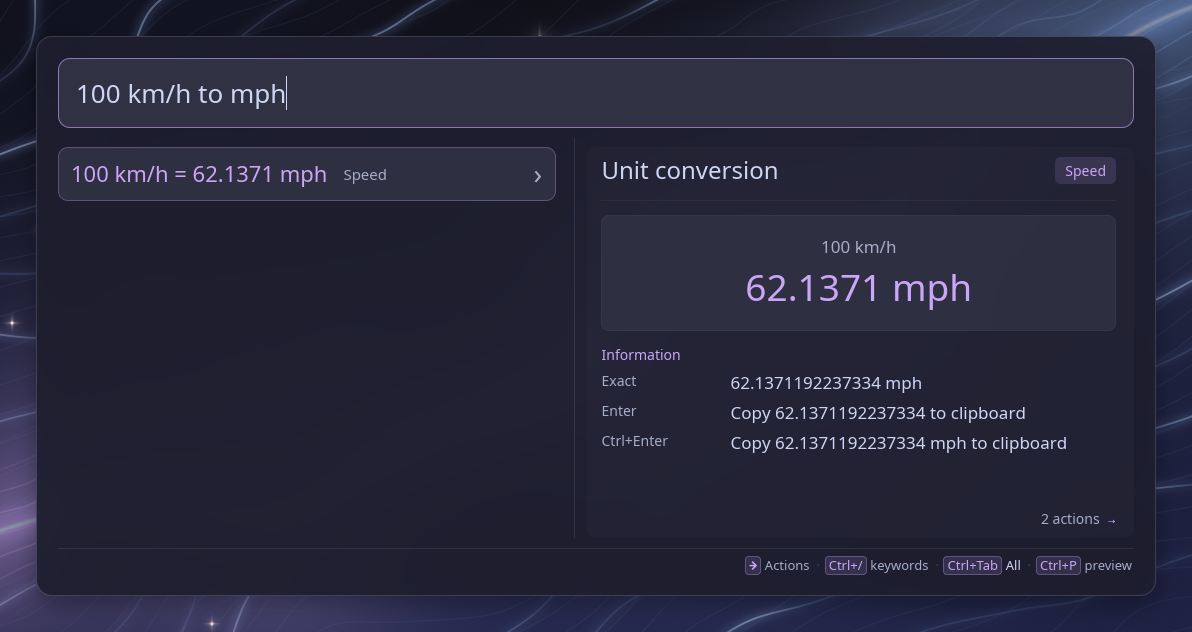 100 km/h to mph
100 km/h = 62.1371 mph Speed ›
Unit conversion Speed
100 km/h
62.1371 mph
Information
Exact 62.1371192237334 mph
Enter Copy 62.1371192237334 to clipboard
Ctrl+Enter Copy 62.1371192237334 mph to clipboard
2 actions →
→ Actions · Ctrl+/ keywords · Ctrl+Tab All · Ctrl+P preview